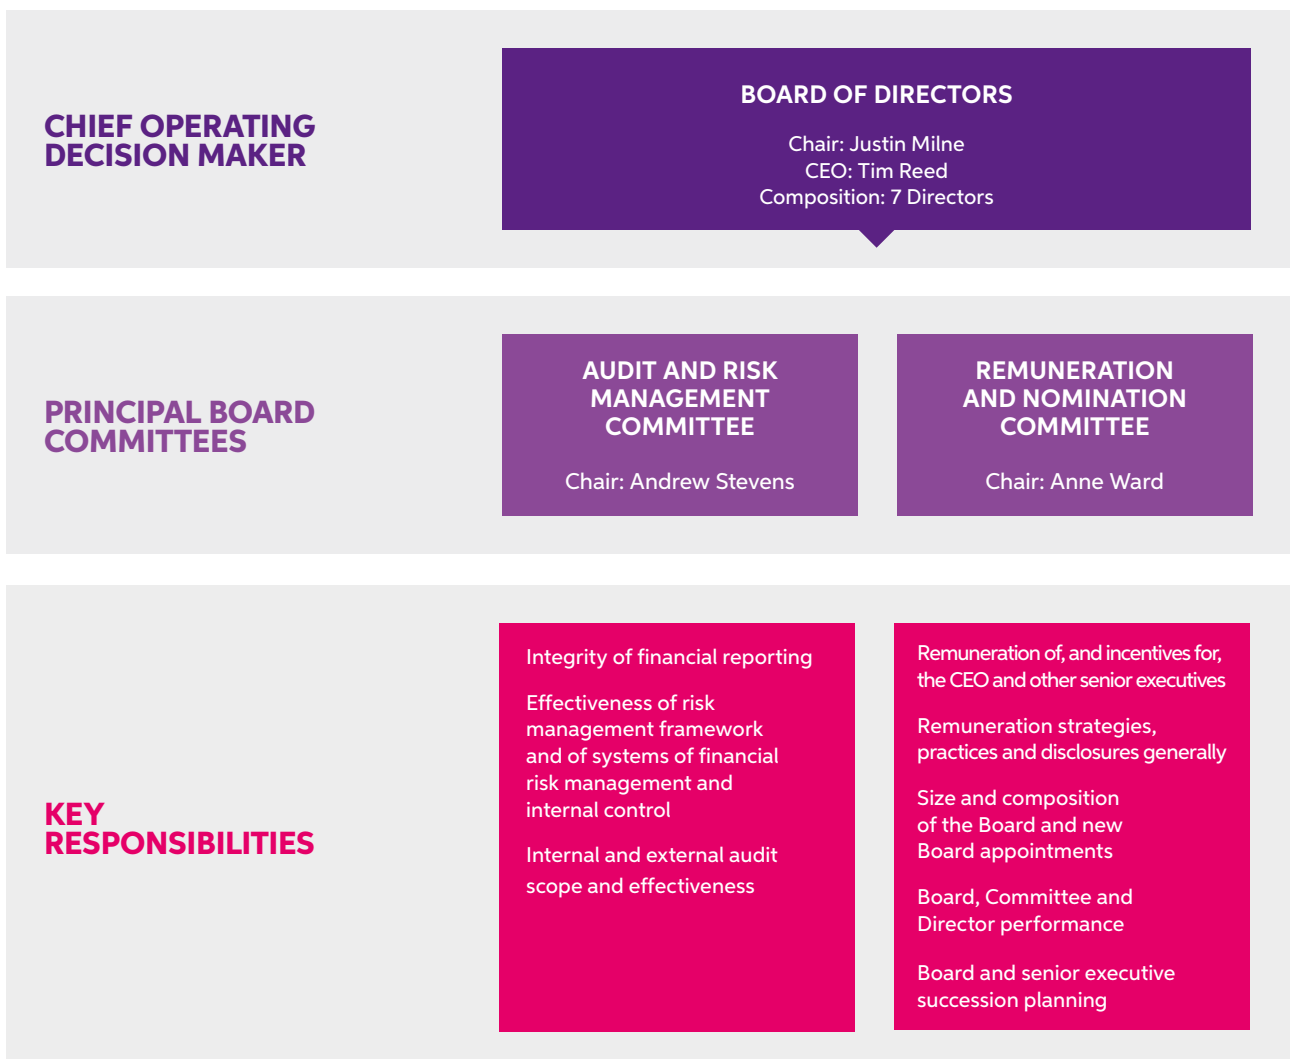 CHIEF OPERATING
DECISION MAKER
BOARD OF DIRECTORS
Chair: Justin Milne
CEO: Tim Reed
Composition: 7 Directors
PRINCIPAL BOARD
COMMITTEES
AUDIT AND RISK
MANAGEMENT
COMMITTEE
Chair: Andrew Stevens
REMUNERATION
AND NOMINATION
COMMITTEE
Chair: Anne Ward
KEY
RESPONSIBILITIES
Integrity of financial reporting
Effectiveness of risk
management framework
and of systems of financial
risk management and
internal control
Internal and external audit
scope and effectiveness
Remuneration of, and incentives for,
the CEO and other senior executives
Remuneration strategies,
practices and disclosures generally
Size and composition
of the Board and new
Board appointments
Board, Committee and
Director performance
Board and senior executive
succession planning